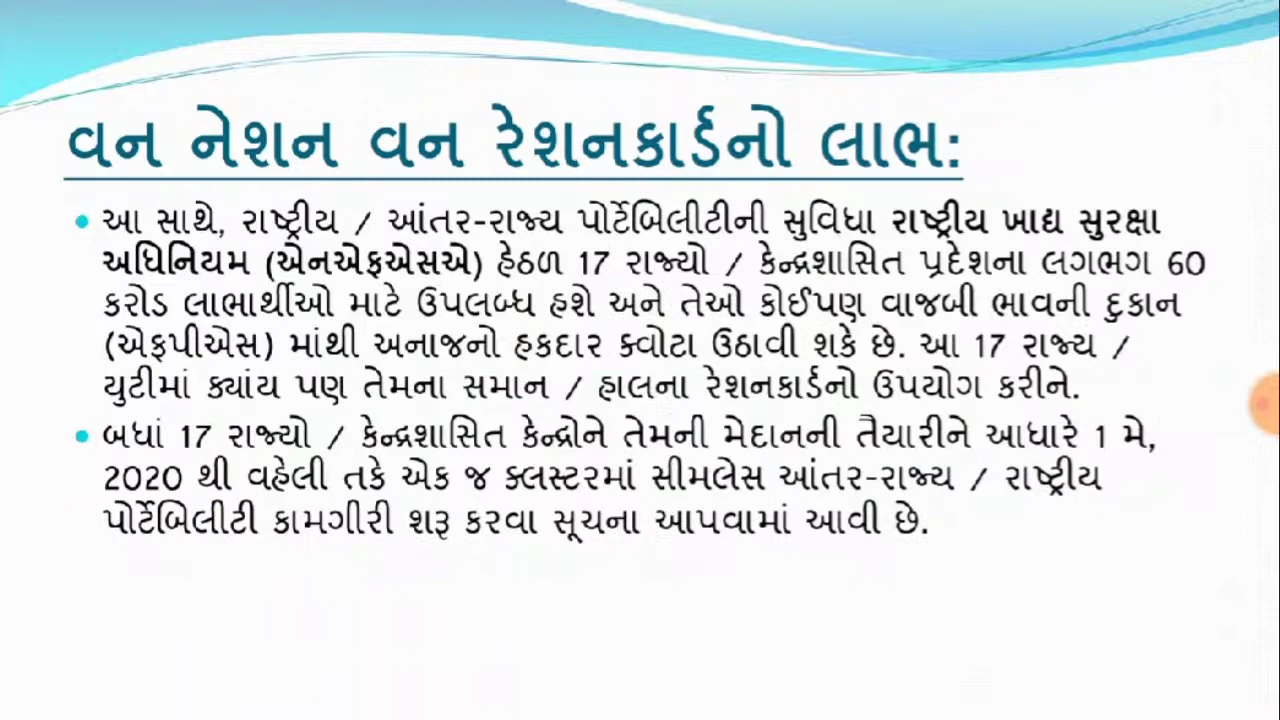 વન નેશન વન રેશનકાર્ડનો લાભ:
આ સાથે, રાષ્ટ્રીય / આંતર-રાજ્ય પોર્ટેબિલીટીની સુવિધા રાષ્ટ્રીય ખાદ્ય સુરક્ષા
અધિનિયમ (એનએફએસએ) હેઠળ 17 રાજ્યો / કેન્દ્રશાસિત પ્રદેશના લગભગ 60
કરોડ લાભાર્થીઓ માટે ઉપલબ્ધ હશે અને તેઓ કોઈપણ વાજબી ભાવની દુકાન
(એફપીએસ) માંથી અનાજનો હકદાર ક્વોટા ઉઠાવી શકે છે. આ 17 રાજ્ય /
યુટીમાં ક્યાંય પણ તેમના સમાન / હાલના રેશનકાર્ડનો ઉપયોગ કરીને.
બધાં 17 રાજ્યો / કેન્દ્રશાસિત કેન્દ્રોને તેમની મેદાનની તૈયારીને આધારે 1 મે,
2020 થી વહેલી તકે એક જ ક્લસ્ટરમાં સીમલેસ આંતર-રાજ્ય / રાષ્ટ્રીય
પોર્ટેબિલીટી કામગીરી શરૂ કરવા સૂચના આપવામાં આવી છે.